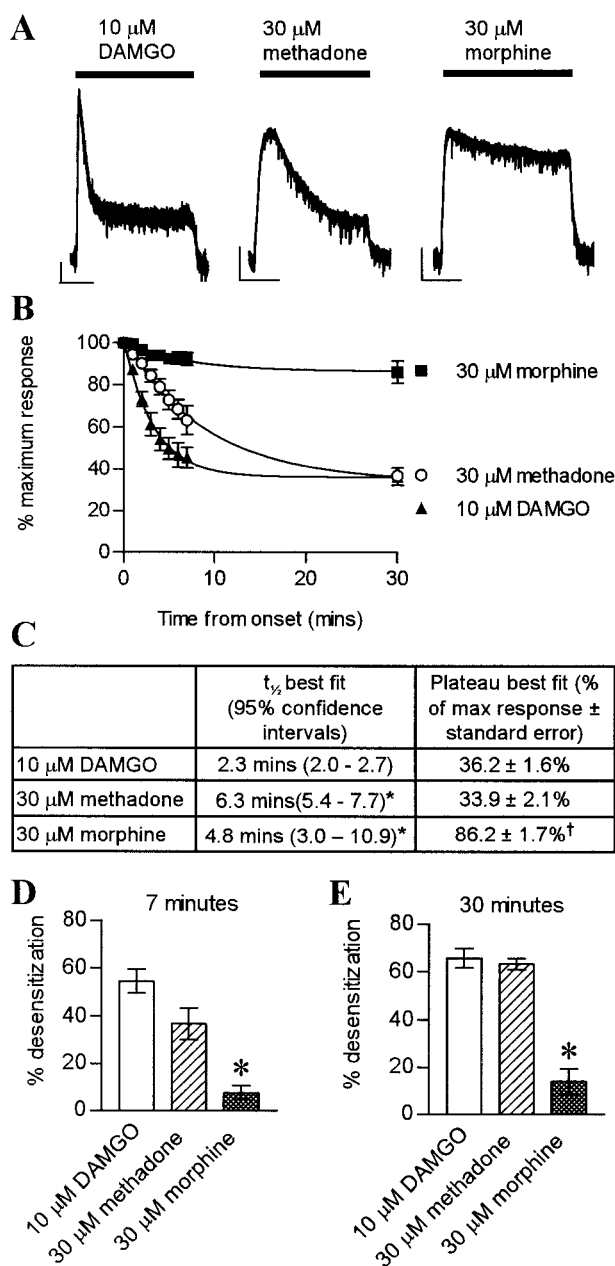 A
10 µM
DAMGO
30 µM
methadone
30 µM
morphine
B
% maximum response
100
80
60
40
20
0
0
10
20
30
Time from onset (mins)
30 µM morphine
30 µM methadone
10 µM DAMGO
C
t½ best fit
(95% confidence
intervals)
Plateau best fit (%
of max response ±
standard error)
10 µM DAMGO
2.3 mins (2.0 - 2.7)
36.2 ± 1.6%
30 µM methadone
6.3 mins(5.4 - 7.7)*
33.9 ± 2.1%
30 µM morphine
4.8 mins (3.0 – 10.9)*
86.2 ± 1.7%†
D
7 minutes
% desensitization
80
60
40
20
0
*
10 µM DAMGO
30 µM methadone
30 µM morphine
E
30 minutes
% desensitization
80
60
40
20
0
*
10 µM DAMGO
30 µM methadone
30 µM morphine